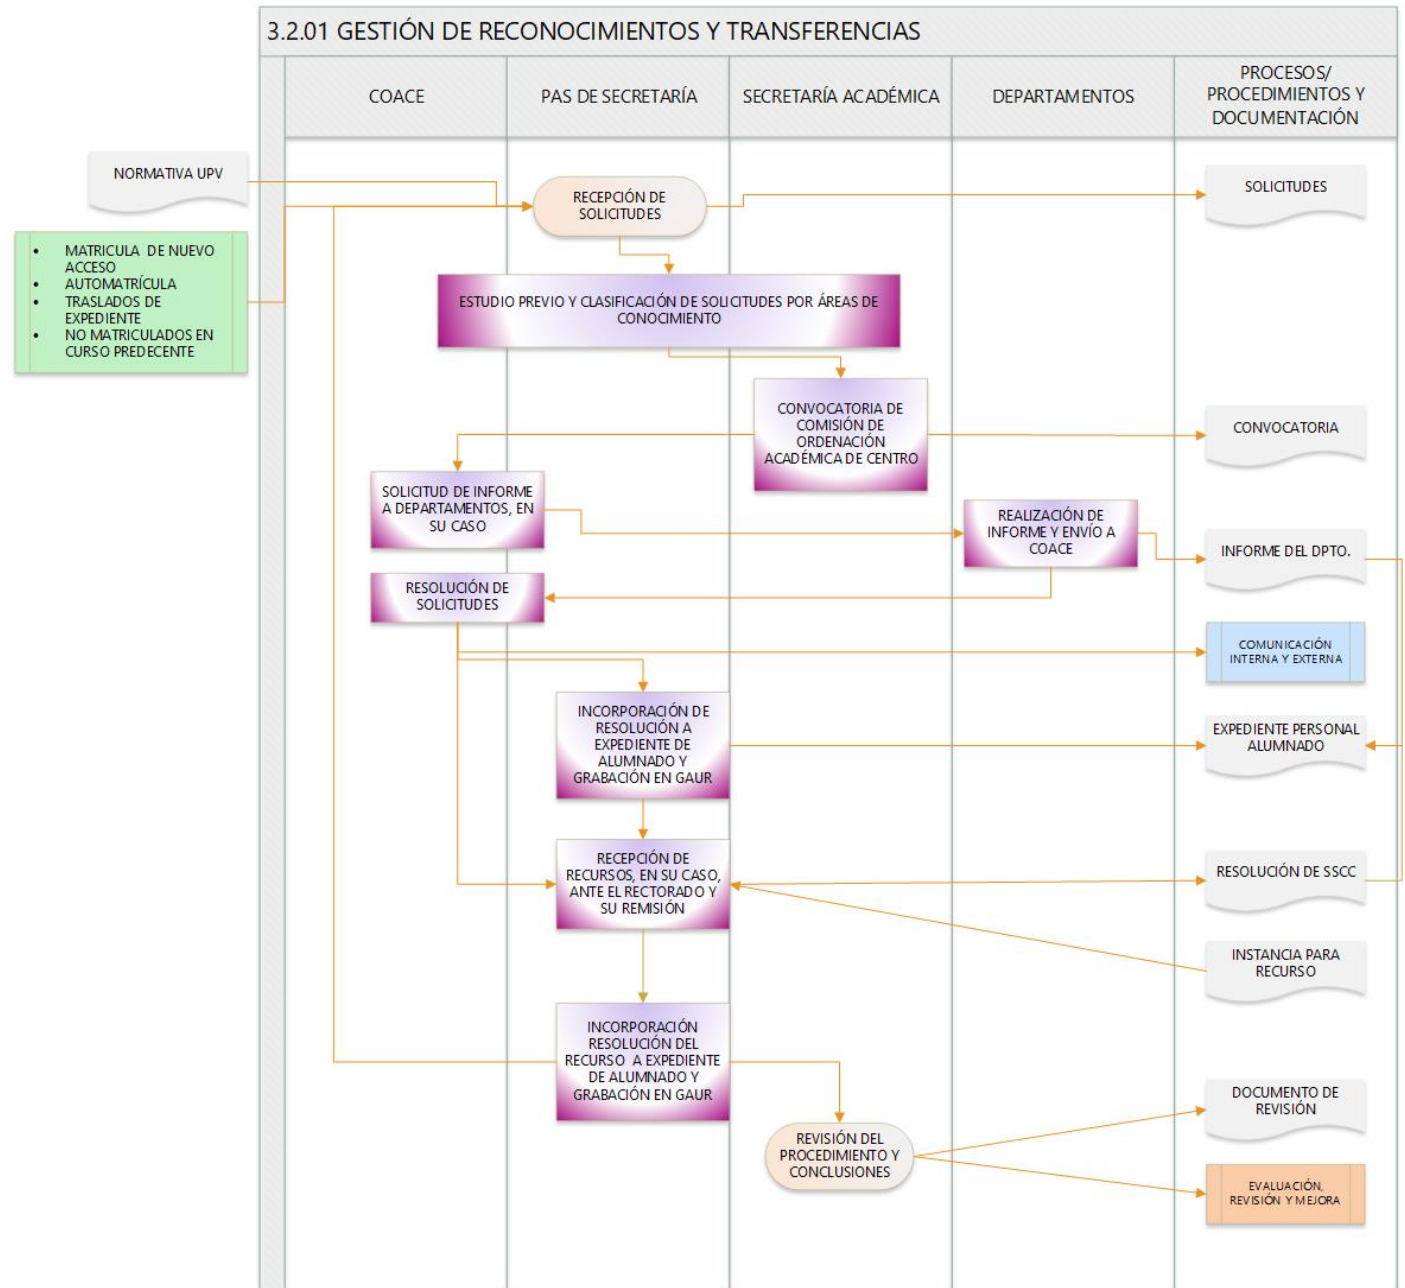 3.2.01 GESTIÓN DE RECONOCIMIENTOS Y TRANSFERENCIAS
COACE
PAS DE SECRETARÍA
SECRETARÍA ACADÉMICA
DEPARTAMENTOS
PROCESOS/
PROCEDIMIENTOS Y
DOCUMENTACIÓN
NORMATIVA UPV
RECEPCIÓN DE
SOLICITUDES
SOLICITUDES
• MATRICULA DE NUEVO
ACCESO
• AUTOMATRÍCULA
• TRASLADOS DE
EXPEDIENTE
• NO MATRICULADOS EN
CURSO PREDECENTE
ESTUDIO PREVIO Y CLASIFICACIÓN DE SOLICITUDES POR ÁREAS DE
CONOCIMIENTO
CONVOCATORIA DE
COMISIÓN DE
ORDENACIÓN
ACADÉMICA DE CENTRO
CONVOCATORIA
SOLICITUD DE INFORME
A DEPARTAMENTOS, EN
SU CASO
REALIZACIÓN DE
INFORME Y ENVÍO A
COACE
INFORME DEL DPTO.
RESOLUCIÓN DE
SOLICITUDES
COMUNICACIÓN
INTERNA Y EXTERNA
INCORPORACIÓN DE
RESOLUCIÓN A
EXPEDIENTE DE
ALUMNADO Y
GRABACIÓN EN GAUR
EXPEDIENTE PERSONAL
ALUMNADO
RECEPCIÓN DE
RECURSOS, EN SU CASO,
ANTE EL RECTORADO Y
SU REMISIÓN
RESOLUCIÓN DE SSCC
INSTANCIA PARA
RECURSO
INCORPORACIÓN
RESOLUCIÓN DEL
RECURSO A EXPEDIENTE
DE ALUMNADO Y
GRABACIÓN EN GAUR
REVISIÓN DEL
PROCEDIMIENTO Y
CONCLUSIONES
DOCUMENTO DE
REVISIÓN
EVALUACIÓN,
REVISIÓN Y MEJORA